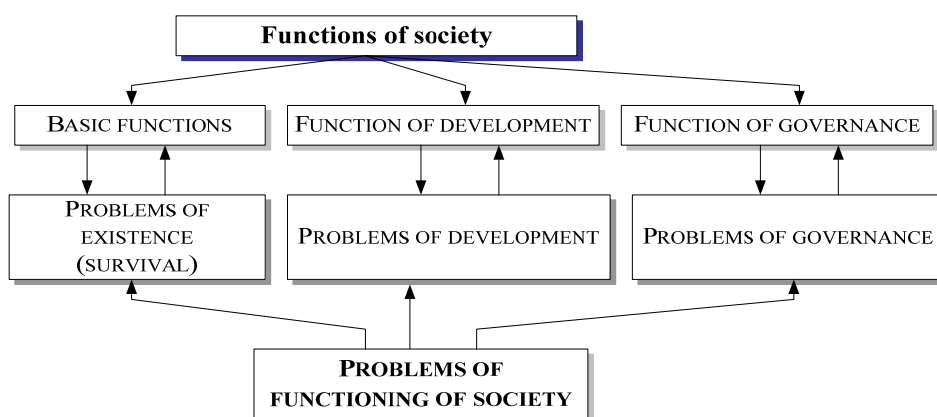 Functions of society
BASIC FUNCTIONS
FUNCTION OF DEVELOPMENT
FUNCTION OF GOVERNANCE
PROBLEMS OF
EXISTENCE
(SURVIVAL)
PROBLEMS OF DEVELOPMENT
PROBLEMS OF GOVERNANCE
PROBLEMS OF
FUNCTIONING OF SOCIETY